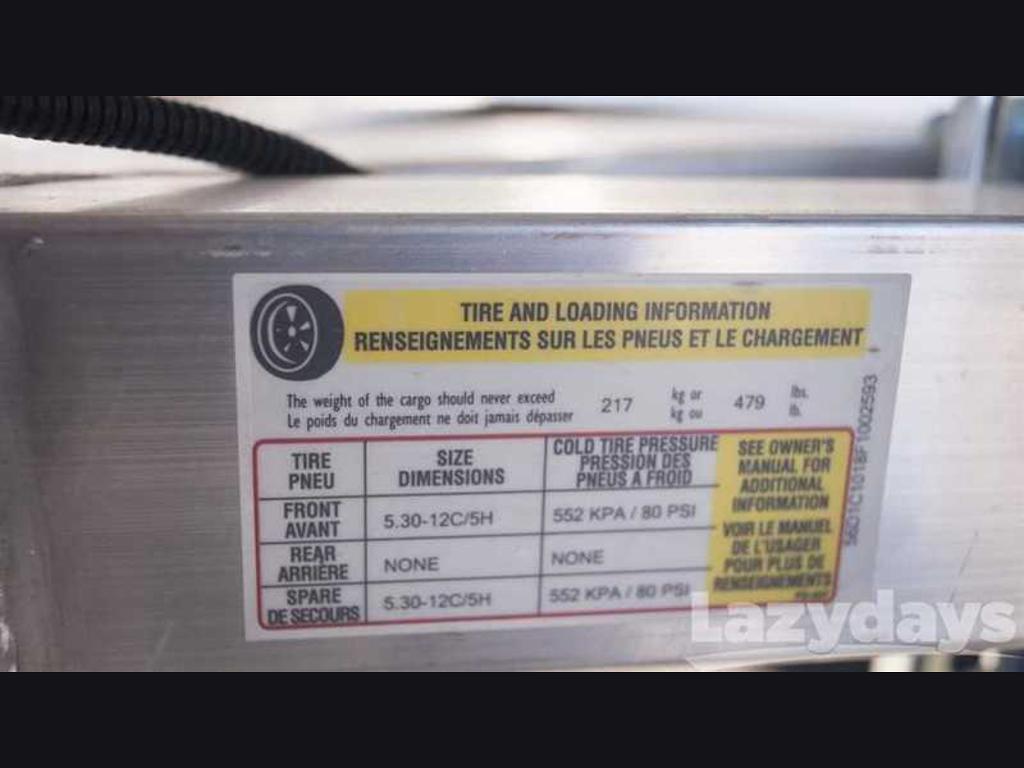 TIRE AND LOADING INFORMATION
RENSEIGNEMENTS SUR LES PNEUS ET LE CHARGEMENT
The weight of the cargo should never exceed 217 kg or 479 lbs.
Le poids du chargement ne doit jamais dépasser kg ou lb.
TIRE
PNEU
SIZE
DIMENSIONS
COLD TIRE PRESSURE
PRESSION DES
PNEUS A FROID
FRONT
AVANT
5.30-12C/5H
552 KPA / 80 PSI
REAR
ARRIÈRE
NONE
NONE
SPARE
DE SECOURS
5.30-12C/5H
552 KPA / 80 PSI
SEE OWNER'S
MANUAL FOR
ADDITIONAL
INFORMATION
VOIR LE MANUEL
DE L'USAGER
POUR PLUS DE
RENSEIGNEMENTS
Lazydays